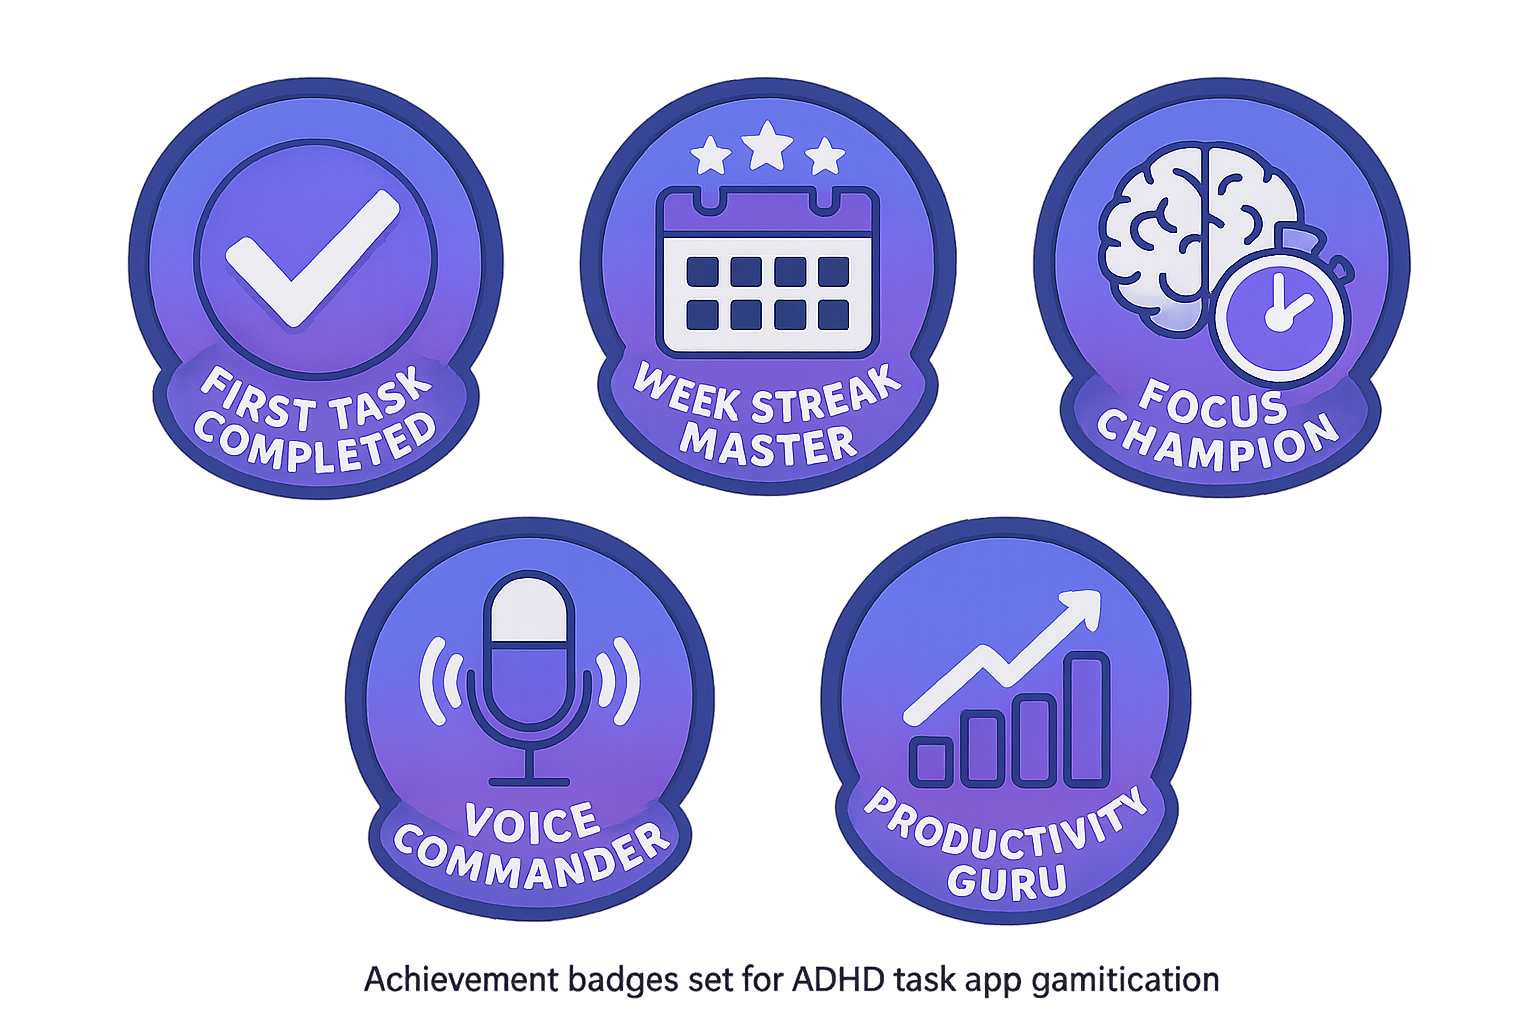 FIRST TASK
COMPLETED
WEEK STREAK
MASTER
FOCUS
CHAMPION
VOICE
COMMANDER
PRODUCTIVITY
GURU
Achievement badges set for ADHD task app gamitication